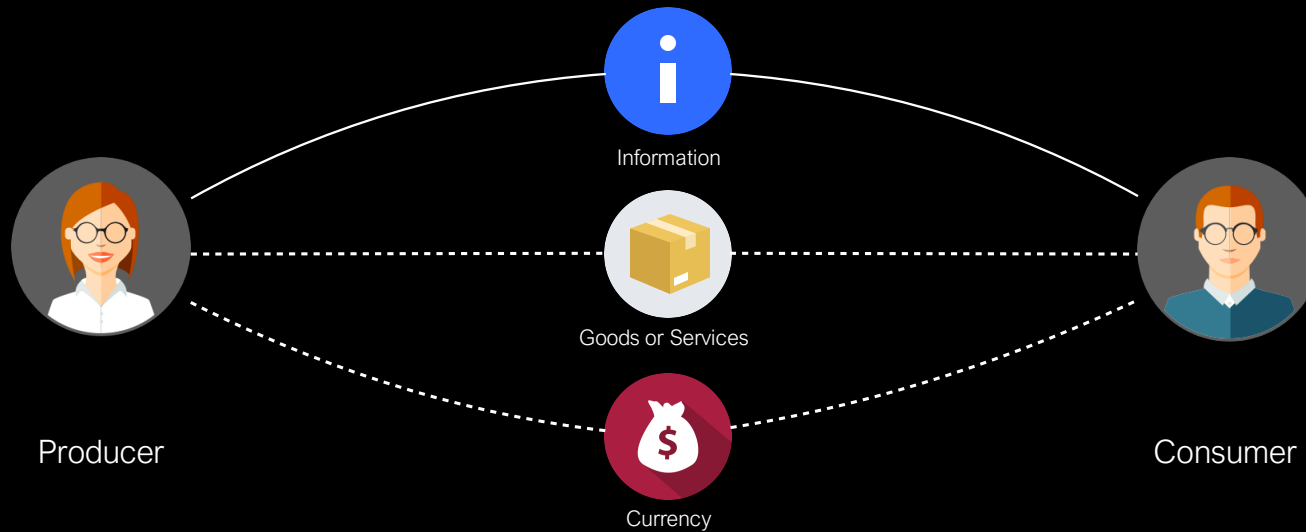 Information
Goods or Services
Producer
Consumer
$
Currency